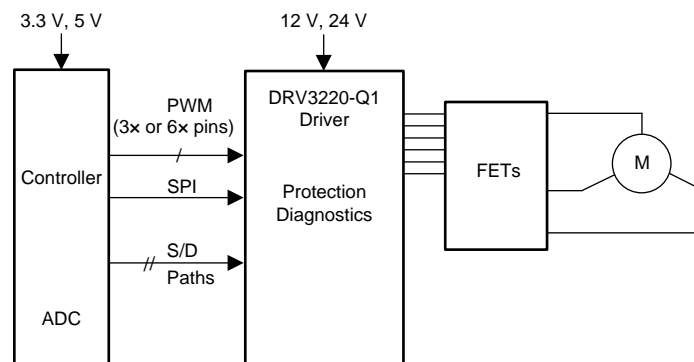 3.3 V, 5 V
12 V, 24 V
PWM
(3× or 6× pins)
DRV3220-Q1
Driver
Controller
SPI
Protection
Diagnostics
FETs
M
S/D
Paths
ADC